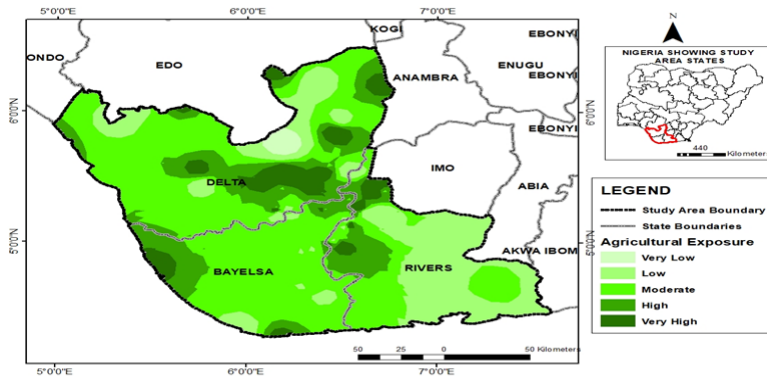 5°0'0"E
6°0'0"E
7°0'0"E
N
KOGI
EBONYI
ONDO
EDO
ENUGU
ANAMBRA
EBONYI
NIGERIA SHOWING STUDY
AREA STATES
440
Kilometers
6°0'0"N
6°0'0"N
EBONYI
IMO
DELTA
ABIA
LEGEND
Study Area Boundary
State Boundaries
Agricultural Exposure
Very Low
Low
Moderate
High
Very High
5°0'0"N
5°0'0"N
AKWA IBOM
BAYELSA
RIVERS
50 25 0 50 Kilometers
5°0'0"E
6°0'0"E
7°0'0"E